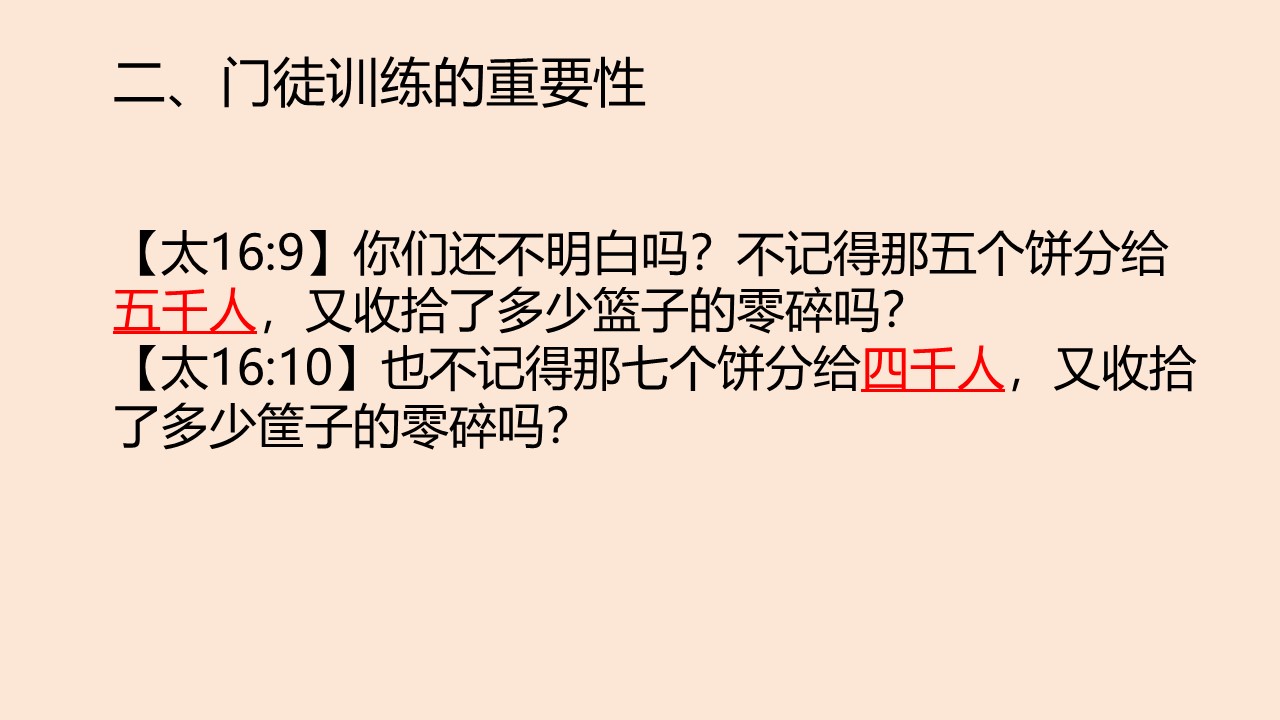 二、门徒训练的重要性
【太16:9】你们还不明白吗？不记得那五个饼分给
五千人，又收拾了多少篮子的零碎吗？
【太16:10】也不记得那七个饼分给四千人，又收拾
了多少筐子的零碎吗？